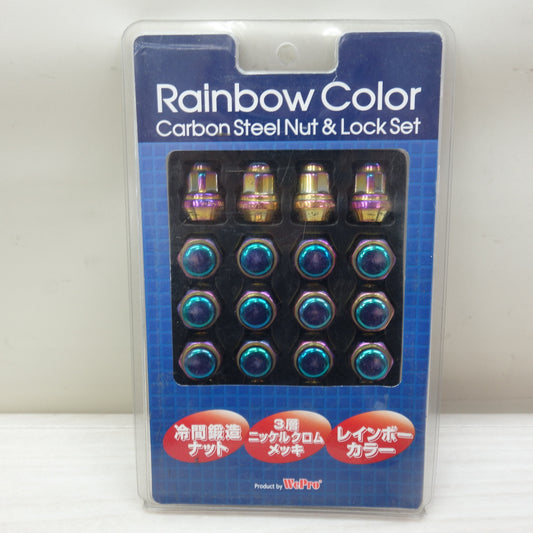 Rainbow Color
Carbon Steel Nut & Lock Set
冷間鍛造
ナット
3層
ニッケルクロム
メッキ
レインボー
カラー
Product by WePro®